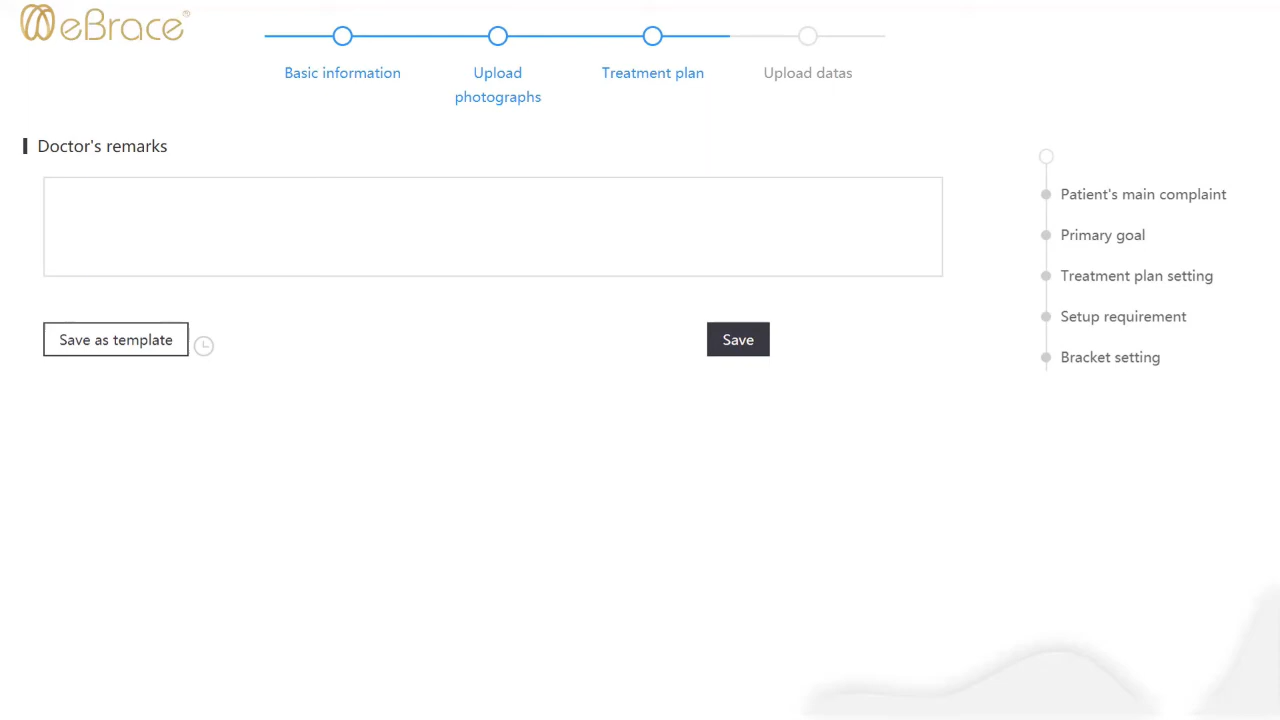 eBrace®
Basic information
Upload
photographs
Treatment plan
Upload datas
Doctor's remarks
Save as template
Save
Patient's main complaint
Primary goal
Treatment plan setting
Setup requirement
Bracket setting